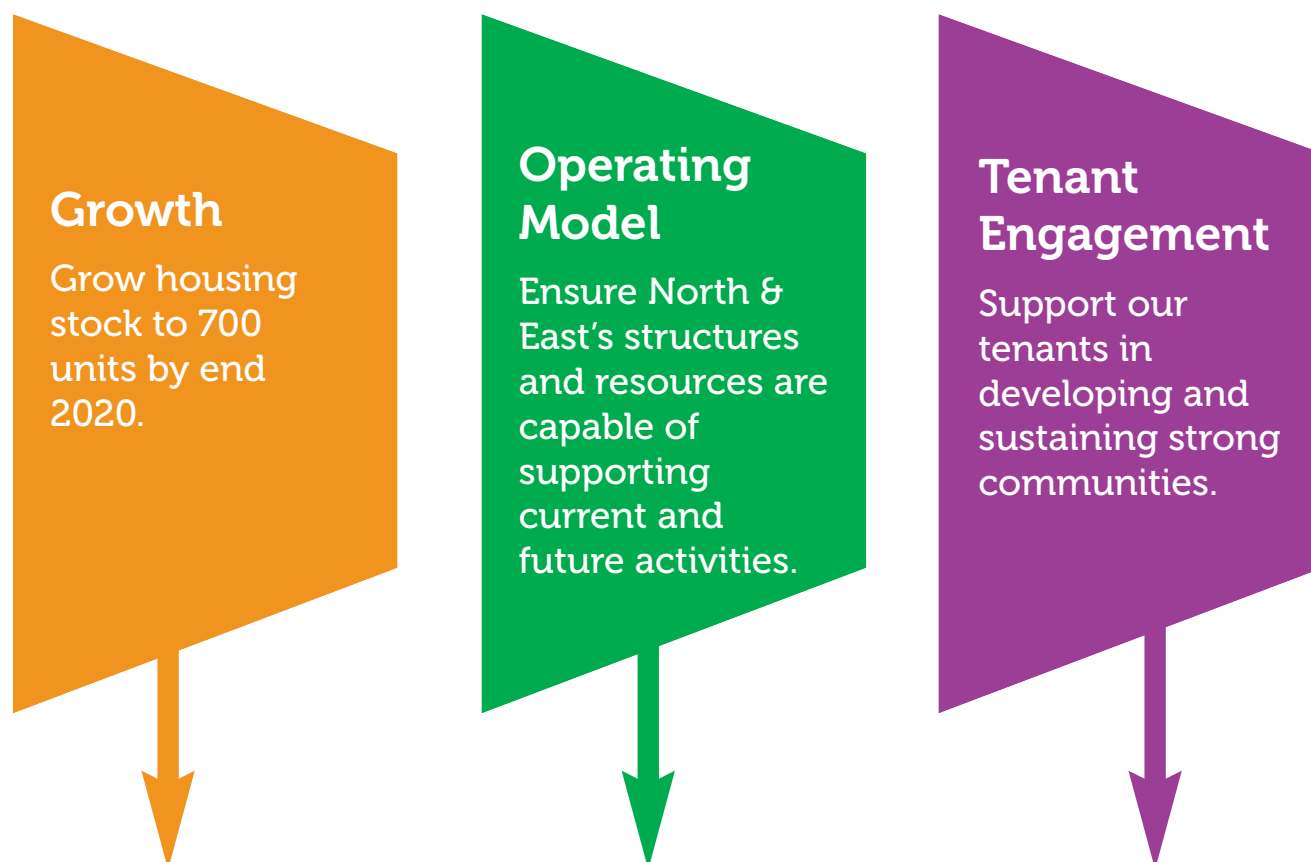 Growth
Grow housing
stock to 700
units by end
2020.
Operating
Model
Ensure North &
East’s structures
and resources are
capable of
supporting
current and
future activities.
Tenant
Engagement
Support our
tenants in
developing and
sustaining strong
communities.